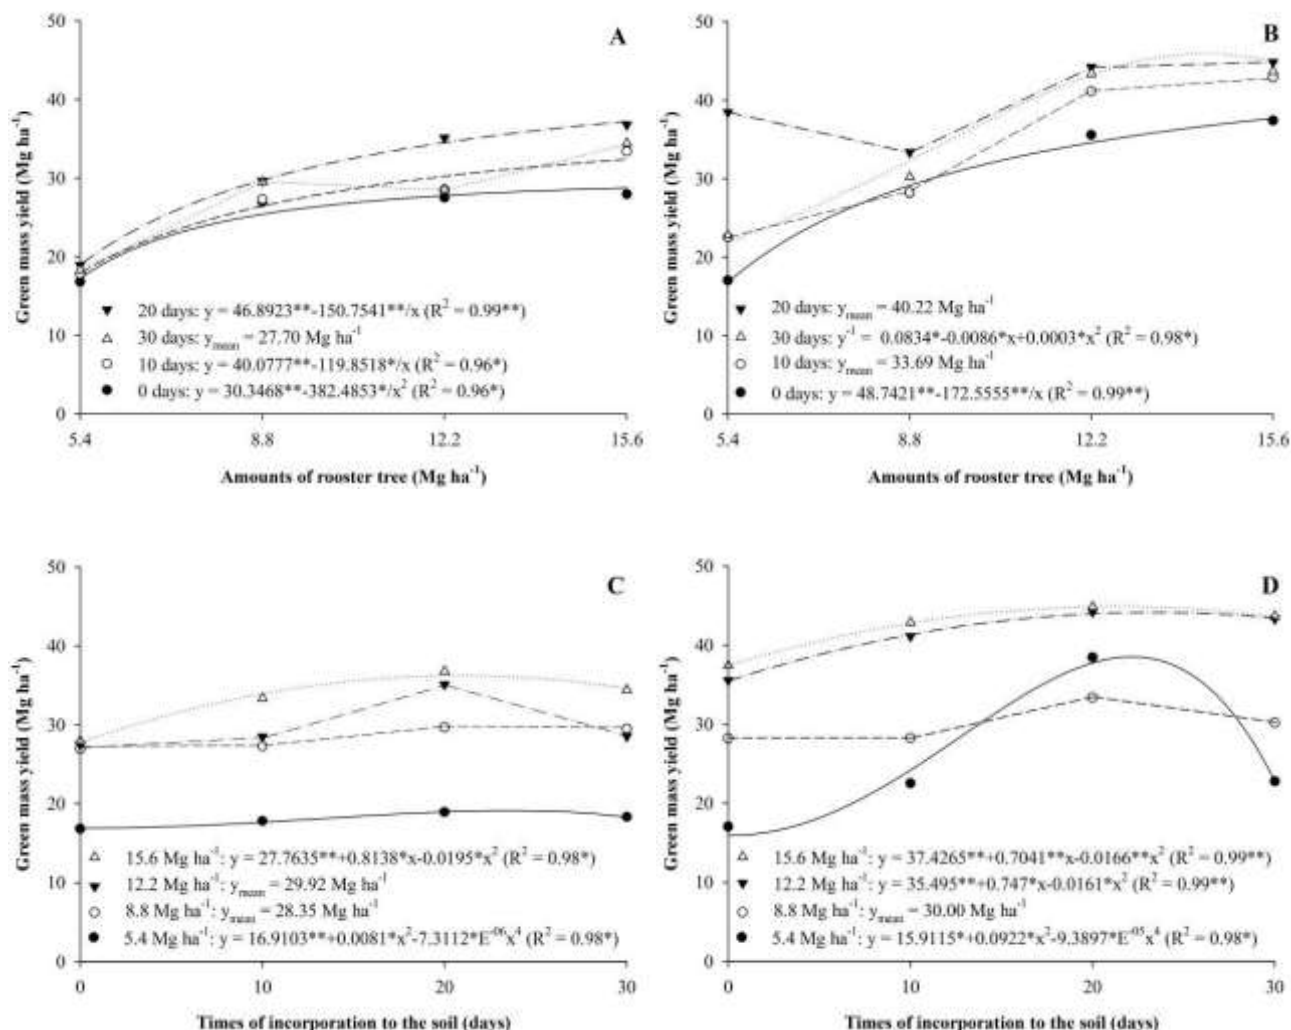 50
A
40
Green mass yield (Mg ha⁻¹)
30
20
▼ 20 days: y = 46.8923**-150.7541**/x (R² = 0.99**)
△ 30 days: yₘₑₐₙ = 27.70 Mg ha⁻¹
10
○ 10 days: y = 40.0777**-119.8518*/x (R² = 0.96*)
● 0 days: y = 30.3468**-382.4853*/x² (R² = 0.96*)
0
5.4 8.8 12.2 15.6
Amounts of rooster tree (Mg ha⁻¹)
50
B
40
Green mass yield (Mg ha⁻¹)
30
20
▼ 20 days: yₘₑₐₙ = 40.22 Mg ha⁻¹
10
△ 30 days: y⁻¹ = 0.0834*-0.0086*x+0.0003*x² (R² = 0.98*)
○ 10 days: yₘₑₐₙ = 33.69 Mg ha⁻¹
● 0 days: y = 48.7421**-172.5555**/x (R² = 0.99**)
0
5.4 8.8 12.2 15.6
Amounts of rooster tree (Mg ha⁻¹)
50
C
40
Green mass yield (Mg ha⁻¹)
30
20
△ 15.6 Mg ha⁻¹: y = 27.7635**+0.8138*x-0.0195*x² (R² = 0.98*)
▼ 12.2 Mg ha⁻¹: yₘₑₐₙ = 29.92 Mg ha⁻¹
10
○ 8.8 Mg ha⁻¹: yₘₑₐₙ = 28.35 Mg ha⁻¹
● 5.4 Mg ha⁻¹: y = 16.9103**+0.0081*x²-7.3112*E⁻⁰⁶x⁴ (R² = 0.98*)
0
0 10 20 30
Times of incorporation to the soil (days)
50
D
40
Green mass yield (Mg ha⁻¹)
30
20
△ 15.6 Mg ha⁻¹: y = 37.4265**+0.7041**x-0.0166**x² (R² = 0.99**)
▼ 12.2 Mg ha⁻¹: y = 35.495**+0.747*x-0.0161*x² (R² = 0.99**)
10
○ 8.8 Mg ha⁻¹: yₘₑₐₙ = 30.00 Mg ha⁻¹
● 5.4 Mg ha⁻¹: y = 15.9115*+0.0922*x²-9.3897*E⁻⁰⁵x⁴ (R² = 0.98*)
0
0 10 20 30
Times of incorporation to the soil (days)